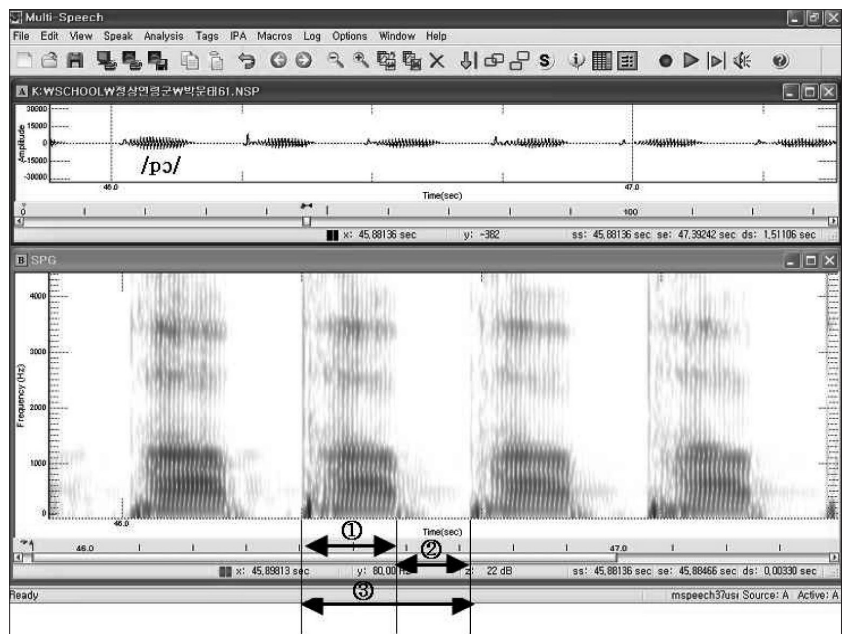 Multi-Speech
File Edit View Speak Analysis Tags IPA Macros Log Options Window Help
A K:₩SCHOOL₩정상연령군₩박운태61.NSP
30000
15000
0
-15000
-30000
Amplitude
/pɔ/
46.0
47.0
Time(sec)
0
100
x: 45,88136 sec y: -382 ss: 45,88136 sec se: 47,39242 sec ds: 1,51106 sec
B SPG
4000
3000
2000
1000
0
Frequency (Hz)
46.0
Time(sec)
①
46.0
②
47.0
x: 45,89813 sec y: 80,00 Hz z: 22 dB ss: 45,88136 sec se: 45,88466 sec ds: 0,00330 sec
③
Ready mspeech37usi Source: A Active: A